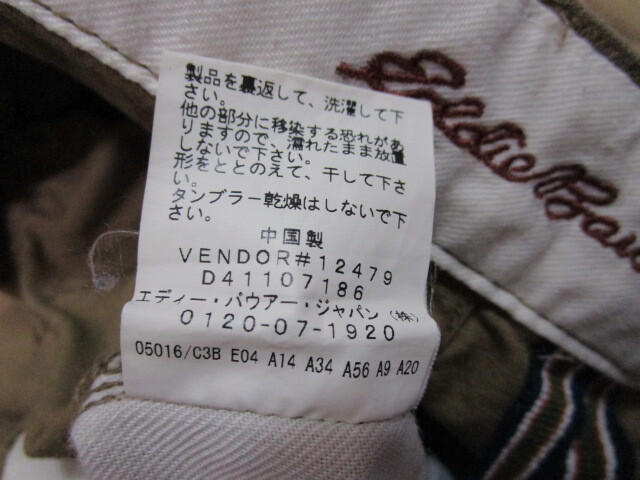 製品を裏返して、洗濯して下
さい。
他の部分に移染する恐れがあ
りますので、濡れたまま放置
しないで下さい。
形をととのえて、干して下さ
い。
タンブラー乾燥はしないで下
さい。
中国製
VENDOR#12479
D41107186
エディー・バウアー・ジャパン(株)
0120-07-1920
05016/C3B E04 A14 A34 A56 A9 A20
Eddie Bau